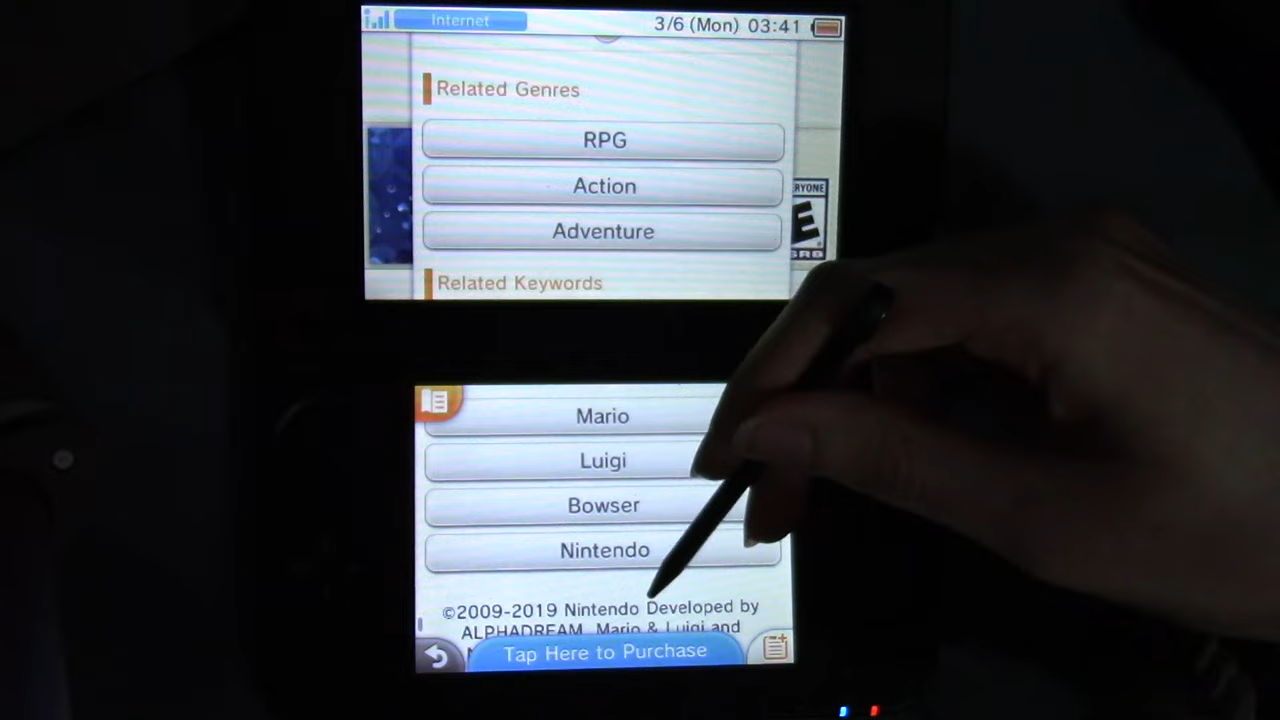 Internet
3/6 (Mon) 03:41
Related Genres
RPG
Action
Adventure
Related Keywords
RYONE
E
Mario
Luigi
Bowser
Nintendo
©2009-2019 Nintendo Developed by
ALPHADREAM. Mario & Luigi and
Tap Here to Purchase